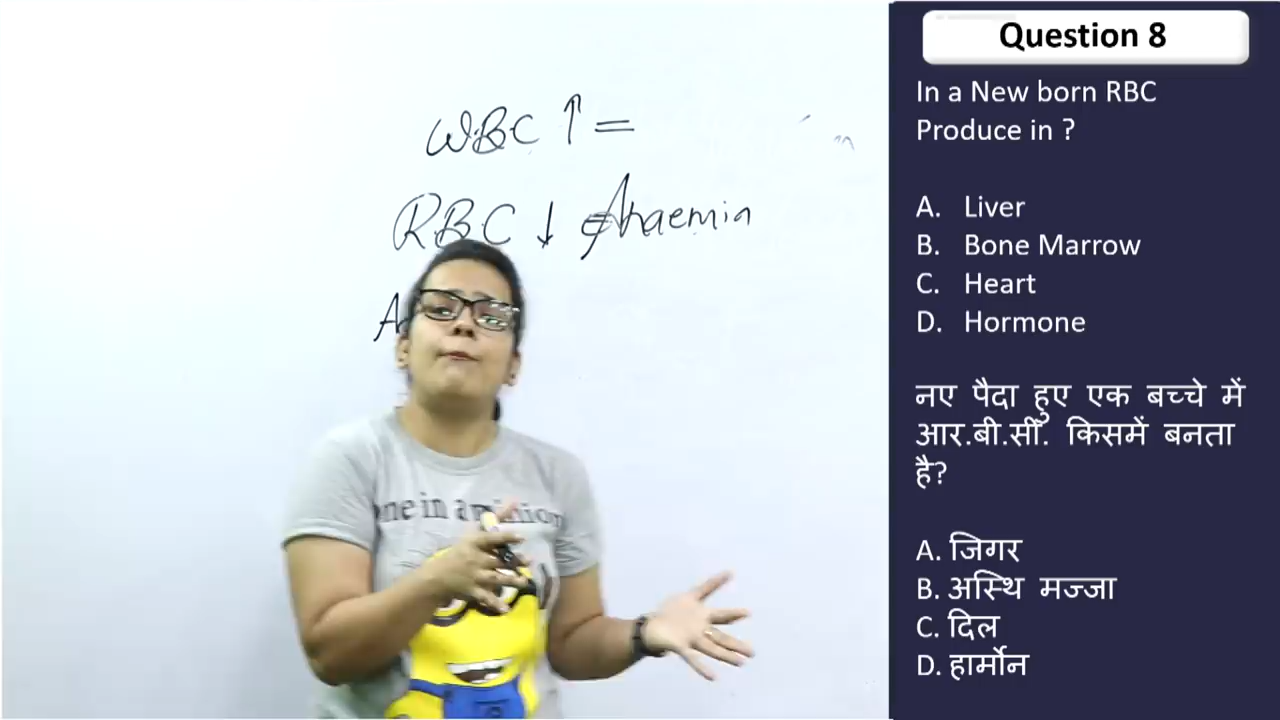 WBC ↑ =
RBC ↓ = Anaemia
A
one in a minion
Question 8
In a New born RBC
Produce in ?
A. Liver
B. Bone Marrow
C. Heart
D. Hormone
नए पैदा हुए एक बच्चे में
आर.बी.सी. किसमें बनता
है?
A. जिगर
B. अस्थि मज्जा
C. दिल
D. हार्मोन